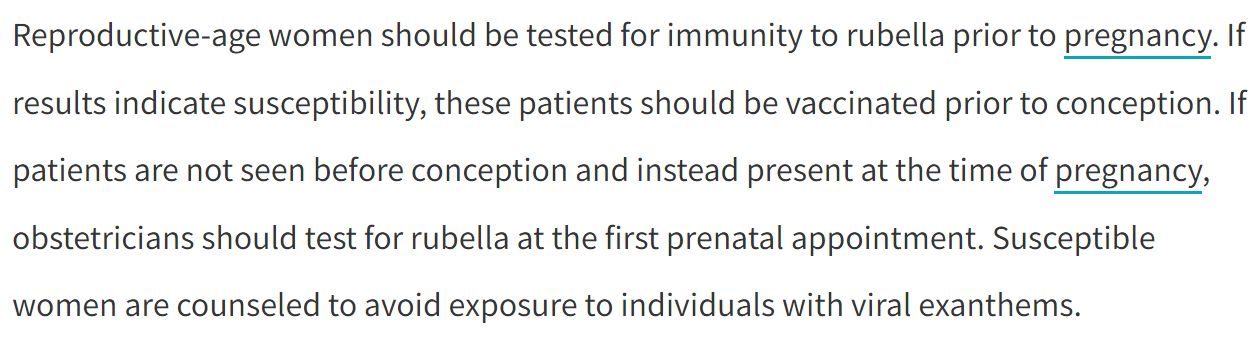 Reproductive-age women should be tested for immunity to rubella prior to pregnancy. If
results indicate susceptibility, these patients should be vaccinated prior to conception. If
patients are not seen before conception and instead present at the time of pregnancy,
obstetricians should test for rubella at the first prenatal appointment. Susceptible
women are counseled to avoid exposure to individuals with viral exanthems.